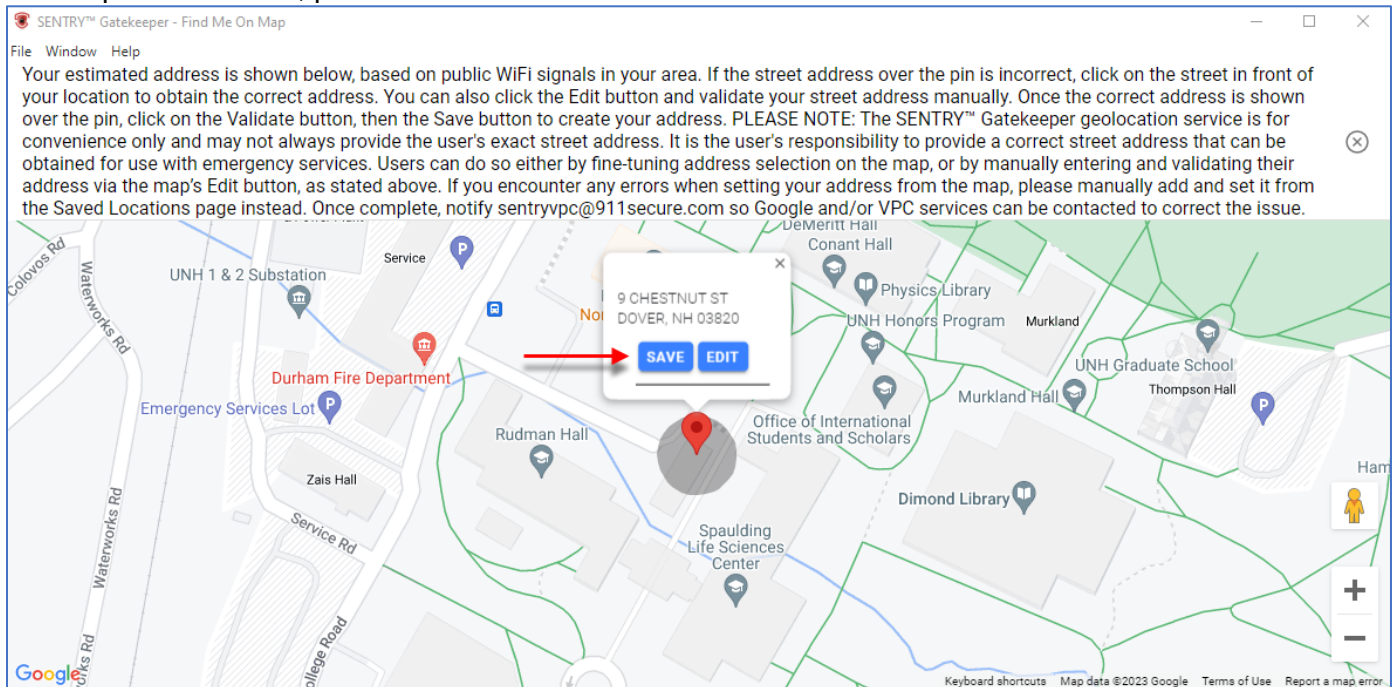 SENTRY™ Gatekeeper - Find Me On Map
File Window Help
Your estimated address is shown below, based on public WiFi signals in your area. If the street address over the pin is incorrect, click on the street in front of
your location to obtain the correct address. You can also click the Edit button and validate your street address manually. Once the correct address is shown
over the pin, click on the Validate button, then the Save button to create your address. PLEASE NOTE: The SENTRY™ Gatekeeper geolocation service is for
convenience only and may not always provide the user's exact street address. It is the user's responsibility to provide a correct street address that can be
obtained for use with emergency services. Users can do so either by fine-tuning address selection on the map, or by manually entering and validating their
address via the map's Edit button, as stated above. If you encounter any errors when setting your address from the map, please manually add and set it from
the Saved Locations page instead. Once complete, notify sentryvpc@911secure.com so Google and/or VPC services can be contacted to correct the issue.
DeMeritt Hall
Conant Hall
Colovos Rd
Waterworks Rd
UNH 1 & 2 Substation
Service
P
9 CHESTNUT ST
DOVER, NH 03820
SAVE EDIT
Physics Library
UNH Honors Program
Murkland
UNH Graduate School
Thompson Hall
P
Durham Fire Department
Emergency Services Lot
P
Murkland Hall
Office of International
Students and Scholars
Rudman Hall
Zais Hall
Dimond Library
Service Rd
Waterworks Rd
Spaulding
Life Sciences
Center
College Road
Google
Keyboard shortcuts Map data ©2023 Google Terms of Use Report a map error